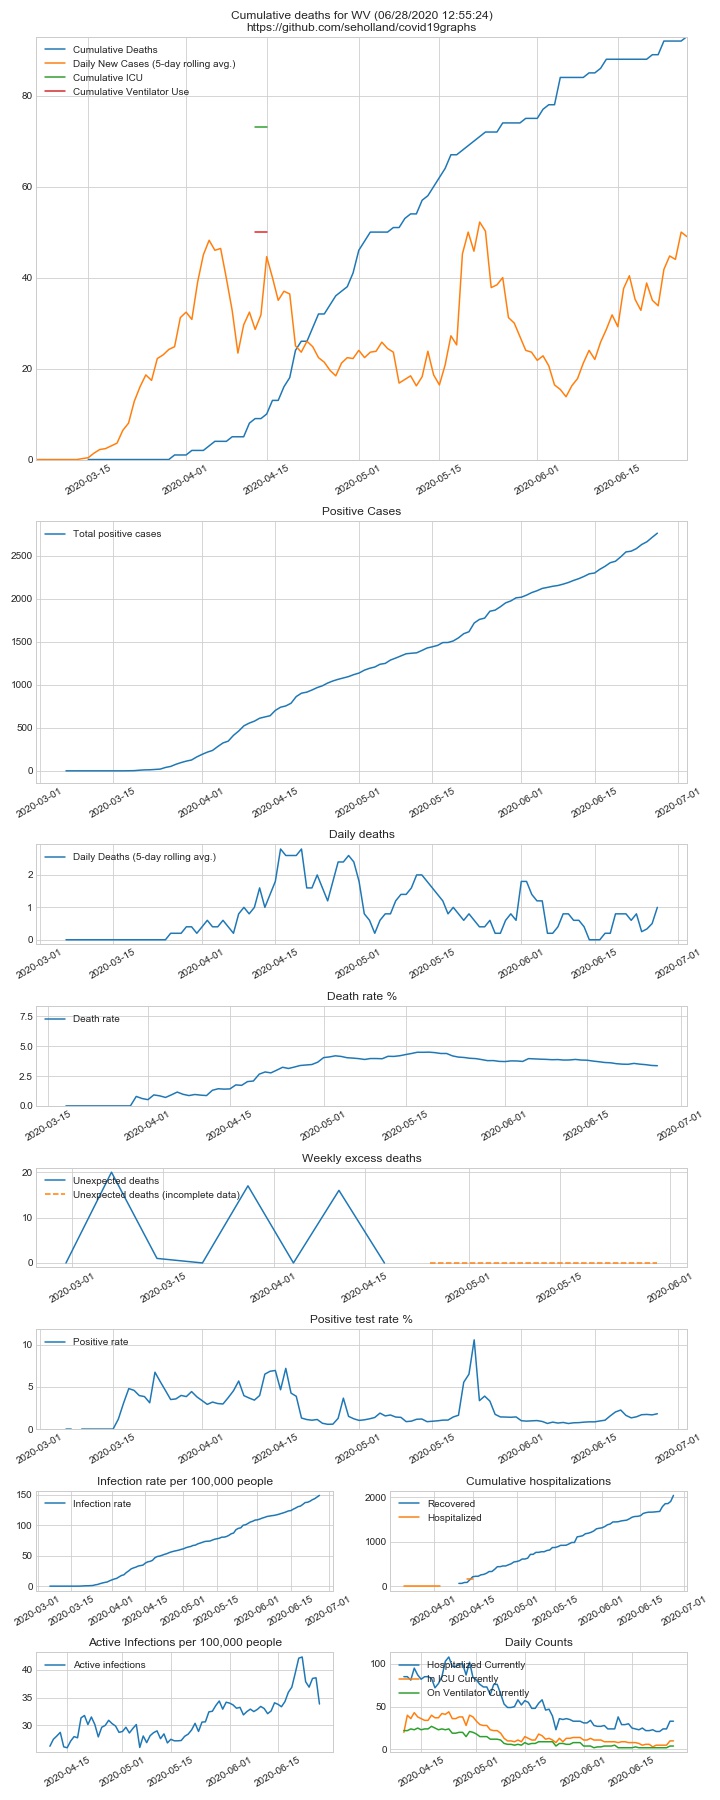 Cumulative deaths for WV (06/28/2020 12:55:24)
https://github.com/seholland/covid19graphs
Cumulative Deaths
Daily New Cases (5-day rolling avg.)
Cumulative ICU
Cumulative Ventilator Use
80
60
40
20
0
2020-03-15 2020-04-01 2020-04-15 2020-05-01 2020-05-15 2020-06-01 2020-06-15
Positive Cases
Total positive cases
2500
2000
1500
1000
500
0
2020-03-01 2020-03-15 2020-04-01 2020-04-15 2020-05-01 2020-05-15 2020-06-01 2020-06-15 2020-07-01
Daily deaths
Daily Deaths (5-day rolling avg.)
2
1
0
2020-03-01 2020-03-15 2020-04-01 2020-04-15 2020-05-01 2020-05-15 2020-06-01 2020-06-15 2020-07-01
Death rate %
Death rate
7.5
5.0
2.5
0.0
2020-03-15 2020-04-01 2020-04-15 2020-05-01 2020-05-15 2020-06-01 2020-06-15 2020-07-01
Weekly excess deaths
Unexpected deaths
Unexpected deaths (incomplete data)
20
10
0
2020-03-01 2020-03-15 2020-04-01 2020-04-15 2020-05-01 2020-05-15 2020-06-01
Positive test rate %
Positive rate
10
5
0
2020-03-01 2020-03-15 2020-04-01 2020-04-15 2020-05-01 2020-05-15 2020-06-01 2020-06-15 2020-07-01
Infection rate per 100,000 people
Infection rate
150
100
50
0
2020-03-01 2020-03-15 2020-04-01 2020-04-15 2020-05-01 2020-05-15 2020-06-01 2020-06-15 2020-07-01
Cumulative hospitalizations
Recovered
Hospitalized
2000
1000
0
2020-04-01 2020-04-15 2020-05-01 2020-05-15 2020-06-01 2020-06-15 2020-07-01
Active Infections per 100,000 people
Active infections
40
35
30
2020-04-15 2020-05-01 2020-05-15 2020-06-01 2020-06-15
Daily Counts
Hospitalized Currently
In ICU Currently
On Ventilator Currently
100
50
0
2020-04-15 2020-05-01 2020-05-15 2020-06-01 2020-06-15